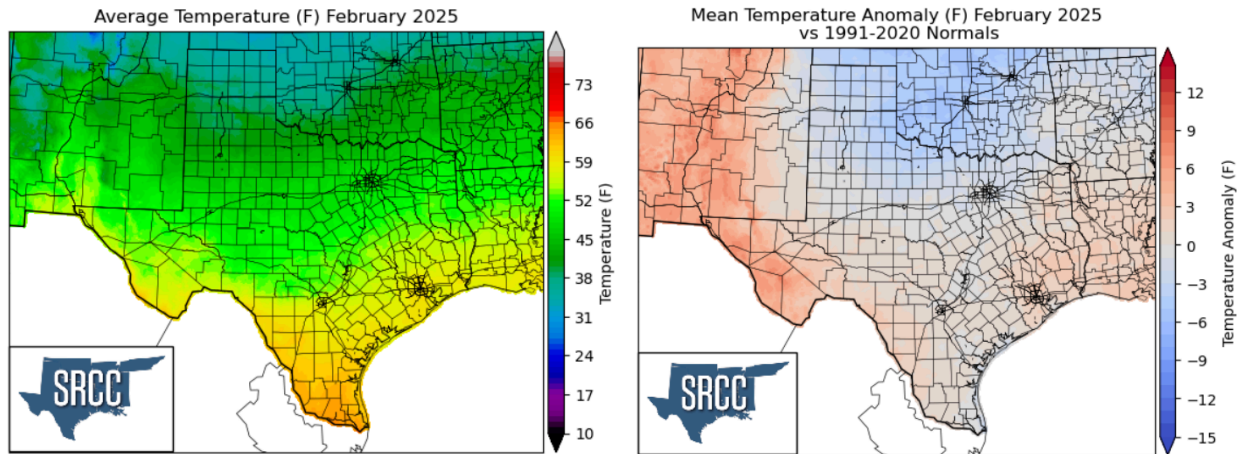 Average Temperature (F) February 2025
73
66
59
52
45
38
31
24
17
10
Temperature (F)
SRCC
Mean Temperature Anomaly (F) February 2025
vs 1991-2020 Normals
12
9
6
3
0
−3
−6
−9
−12
−15
Temperature Anomaly (F)
SRCC